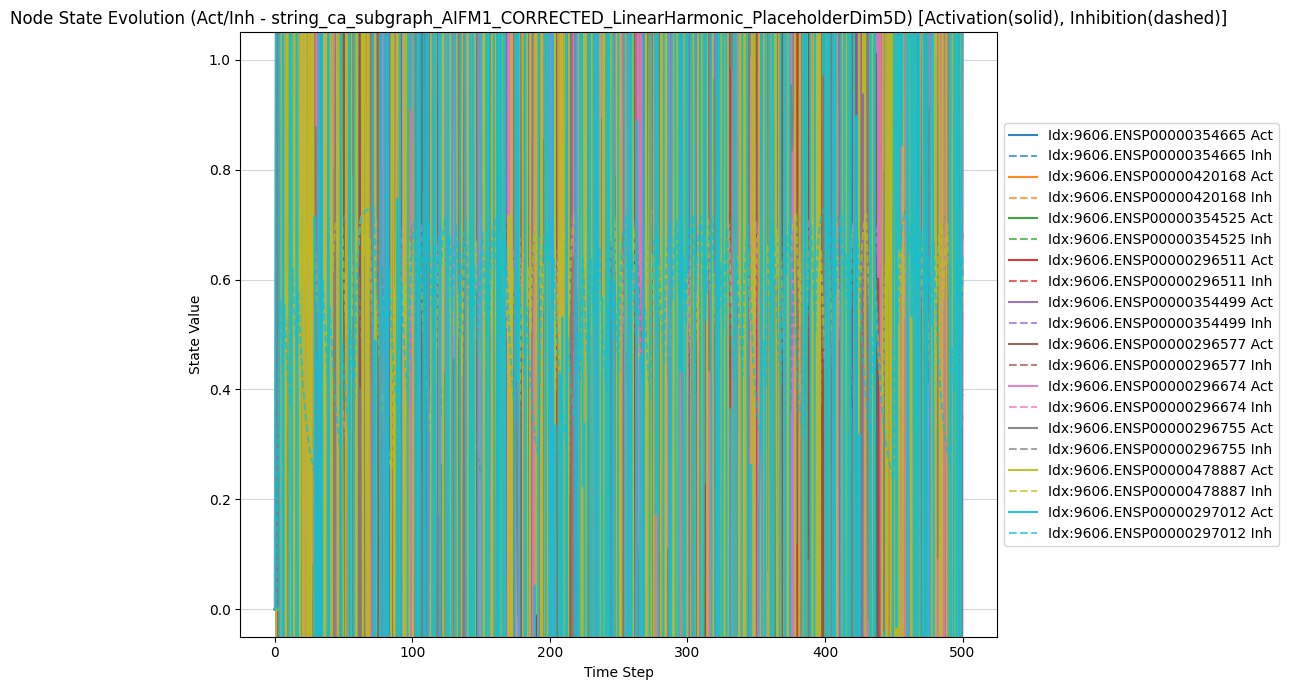 Node State Evolution (Act/Inh - string_ca_subgraph_AIFM1_CORRECTED_LinearHarmonic_PlaceholderDim5D) [Activation(solid), Inhibition(dashed)]
State Value
1.0
0.8
0.6
0.4
0.2
0.0
0
100
200
300
400
500
Time Step
Idx:9606.ENSP00000354665 Act
Idx:9606.ENSP00000354665 Inh
Idx:9606.ENSP00000420168 Act
Idx:9606.ENSP00000420168 Inh
Idx:9606.ENSP00000354525 Act
Idx:9606.ENSP00000354525 Inh
Idx:9606.ENSP00000296511 Act
Idx:9606.ENSP00000296511 Inh
Idx:9606.ENSP00000354499 Act
Idx:9606.ENSP00000354499 Inh
Idx:9606.ENSP00000296577 Act
Idx:9606.ENSP00000296577 Inh
Idx:9606.ENSP00000296674 Act
Idx:9606.ENSP00000296674 Inh
Idx:9606.ENSP00000296755 Act
Idx:9606.ENSP00000296755 Inh
Idx:9606.ENSP00000478887 Act
Idx:9606.ENSP00000478887 Inh
Idx:9606.ENSP00000297012 Act
Idx:9606.ENSP00000297012 Inh